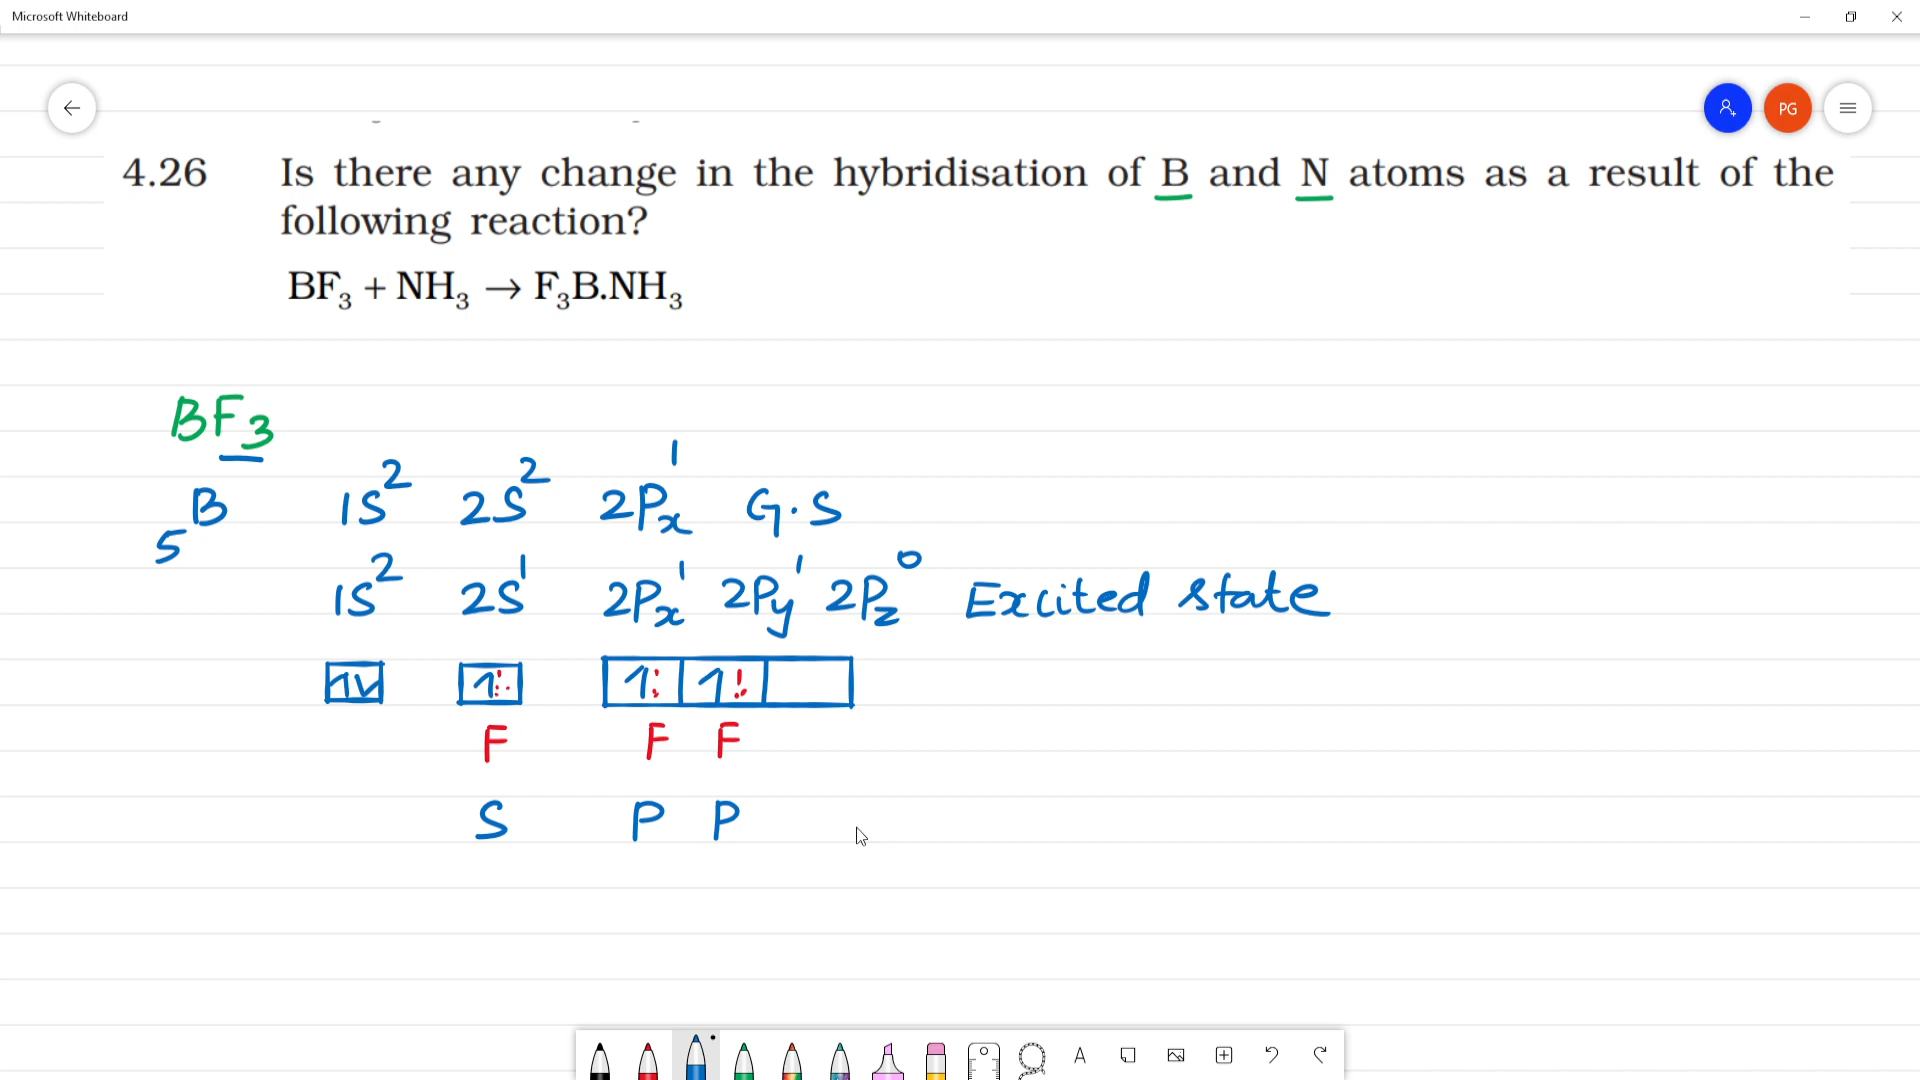 Microsoft Whiteboard
PG
4.26 Is there any change in the hybridisation of B and N atoms as a result of the
following reaction?
BF₃ + NH₃ → F₃B.NH₃
BF₃
₅B 1S² 2S² 2Pₓ¹ G.S
1S² 2S¹ 2Pₓ¹ 2Py¹ 2Pz⁰ Excited state
F F F
S P P
A